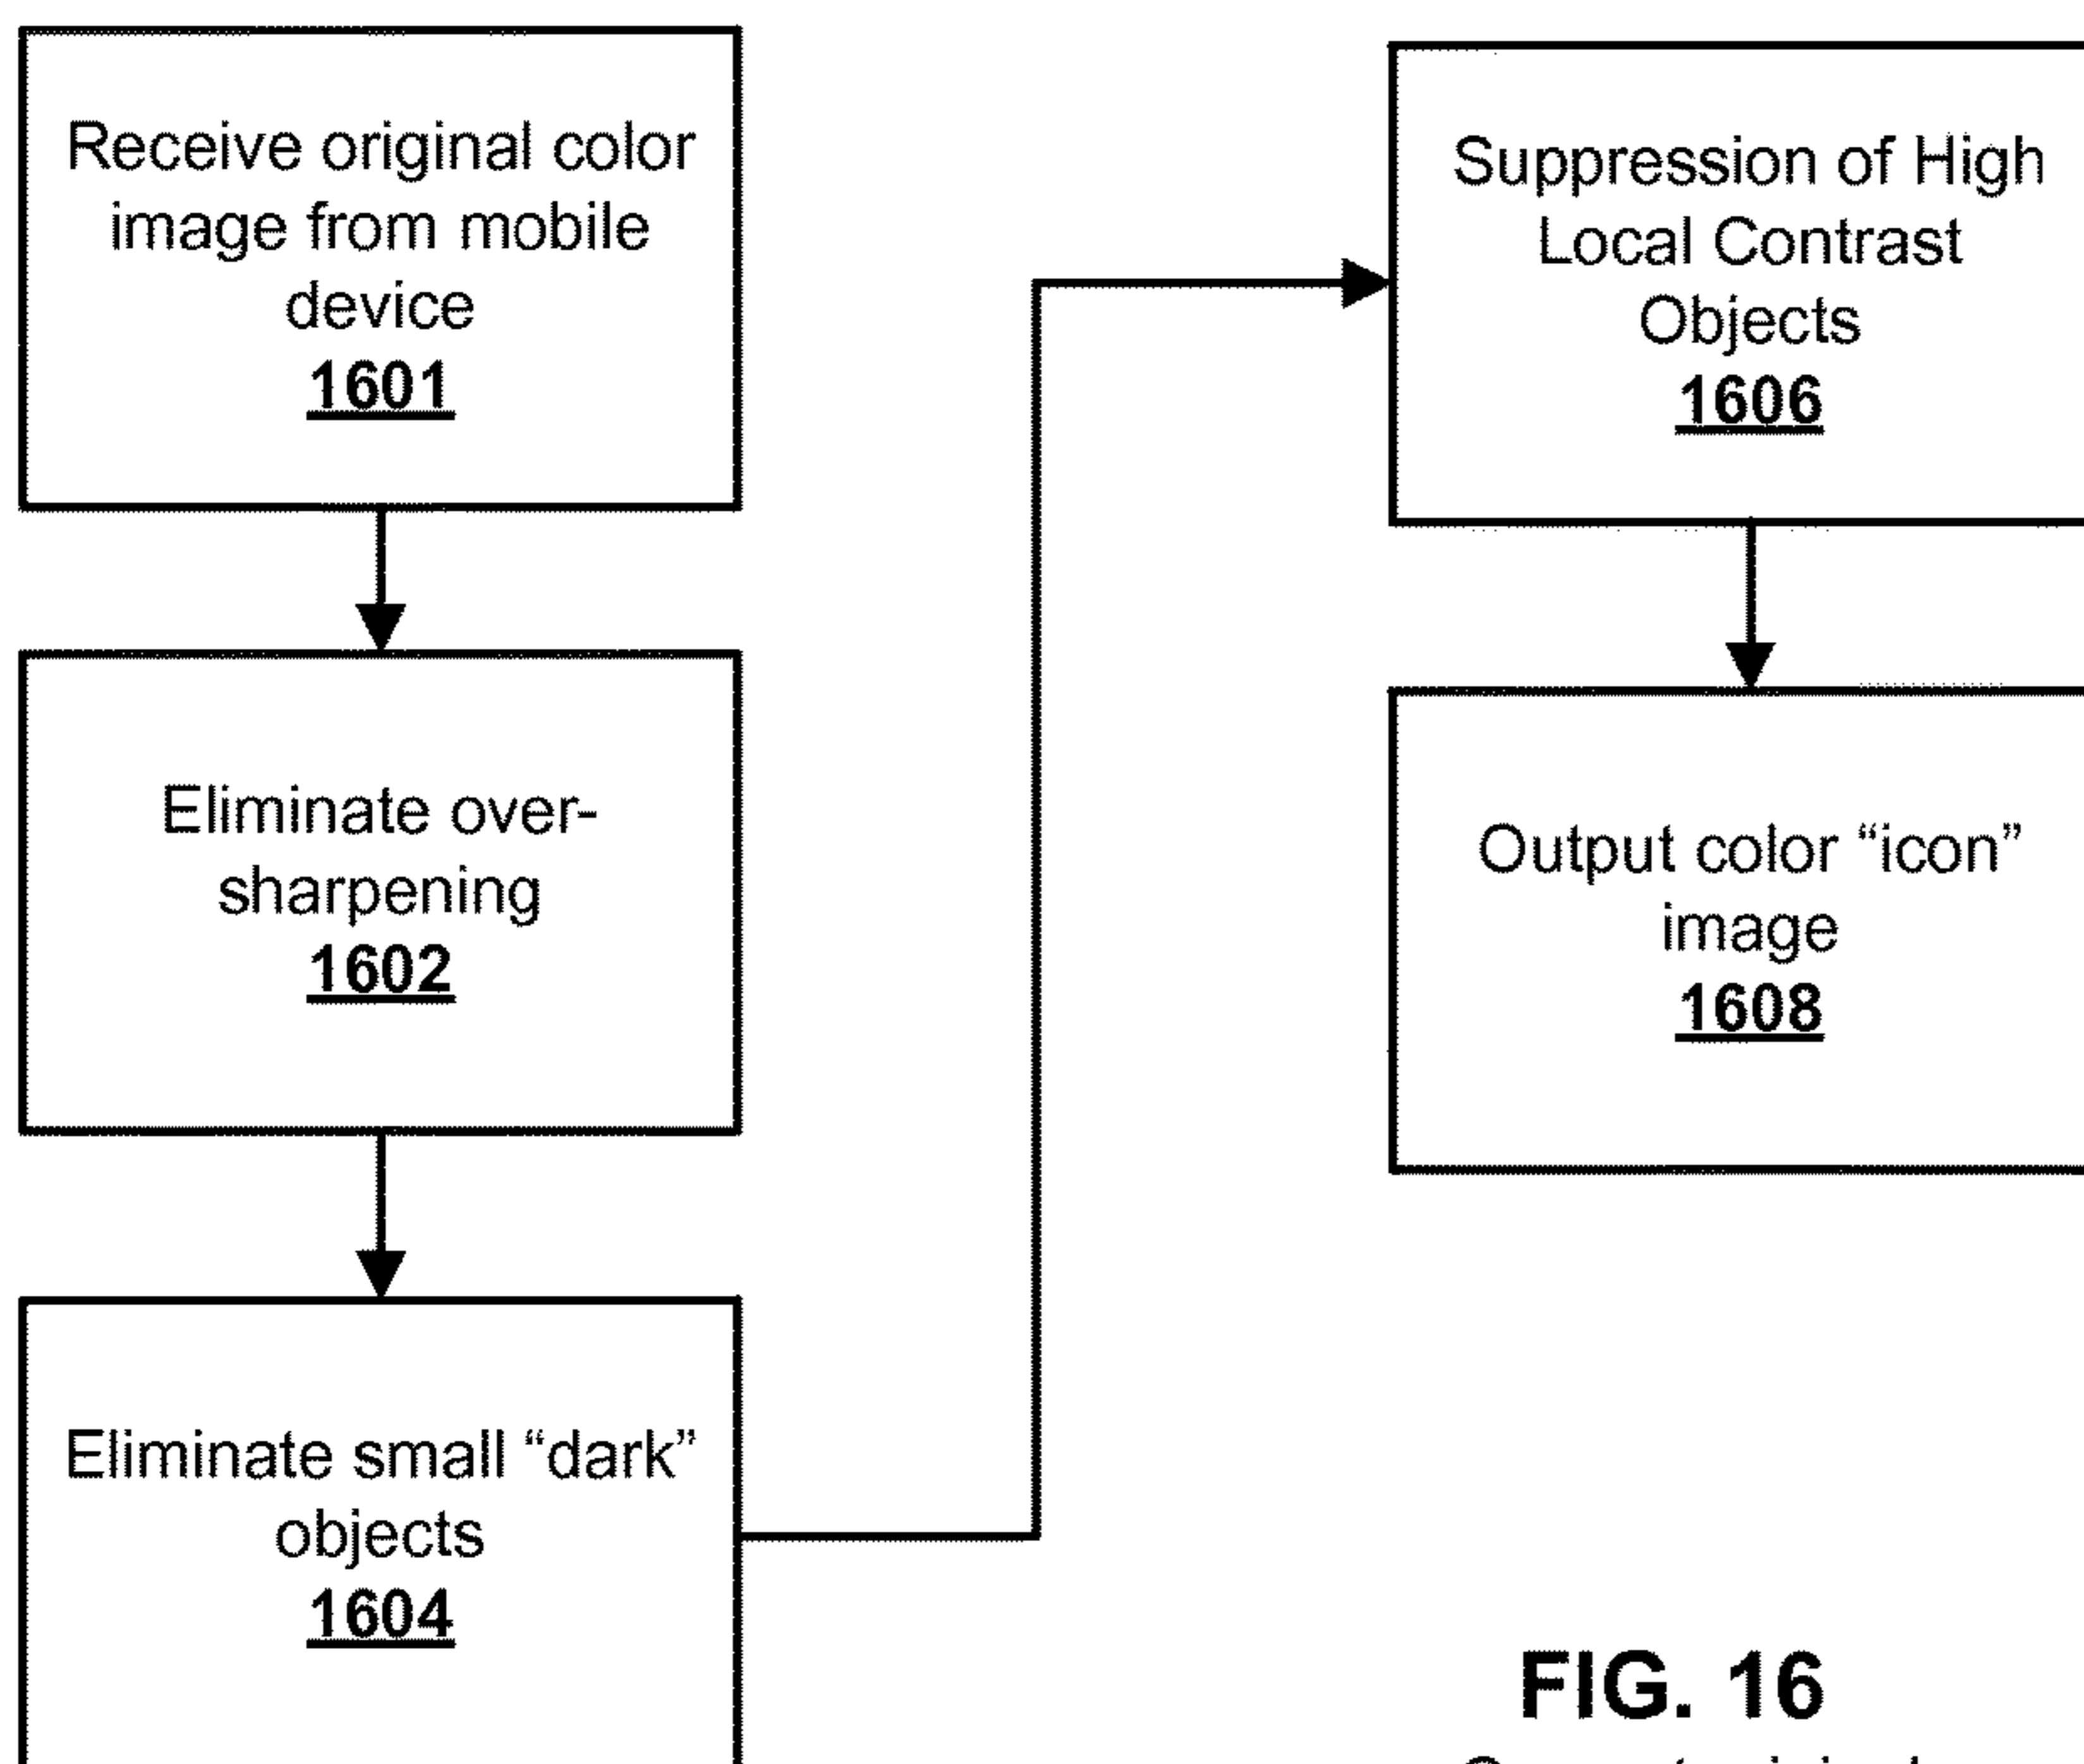 Receive original color
image from mobile
device
1601
Eliminate over-
sharpening
1602
Eliminate small “dark”
objects
1604
Suppression of High
Local Contrast
Objects
1606
Output color “icon”
image
1608
FIG. 16